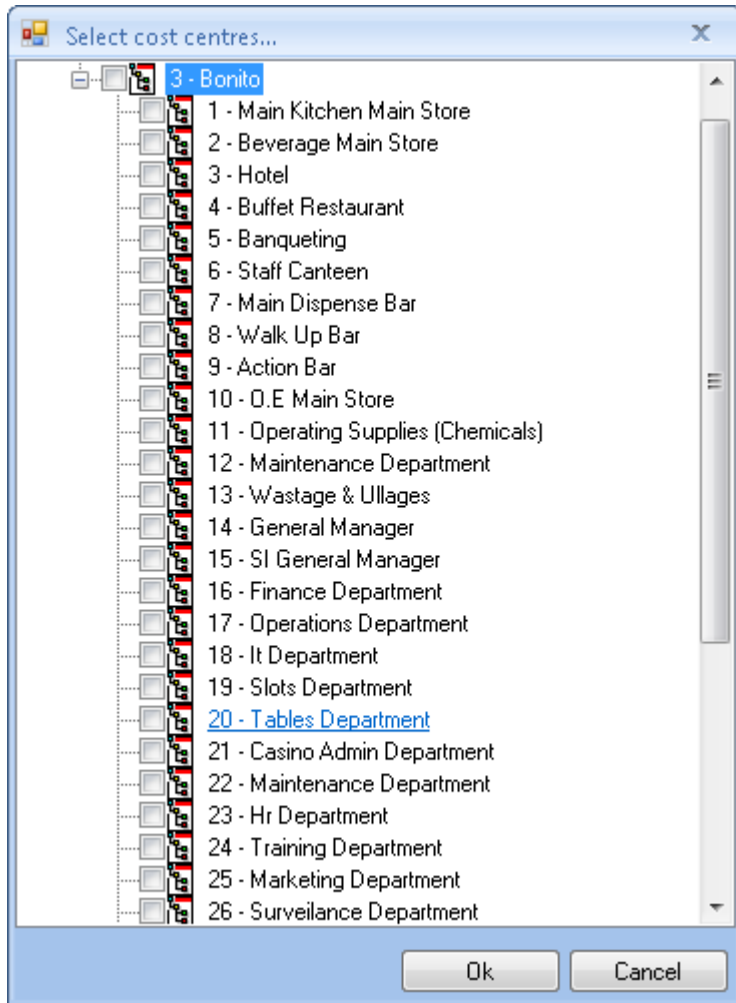 Select cost centres...
3 - Bonito
1 - Main Kitchen Main Store
2 - Beverage Main Store
3 - Hotel
4 - Buffet Restaurant
5 - Banqueting
6 - Staff Canteen
7 - Main Dispense Bar
8 - Walk Up Bar
9 - Action Bar
10 - O.E Main Store
11 - Operating Supplies (Chemicals)
12 - Maintenance Department
13 - Wastage & Ullages
14 - General Manager
15 - SI General Manager
16 - Finance Department
17 - Operations Department
18 - It Department
19 - Slots Department
20 - Tables Department
21 - Casino Admin Department
22 - Maintenance Department
23 - Hr Department
24 - Training Department
25 - Marketing Department
26 - Surveilance Department
Ok Cancel